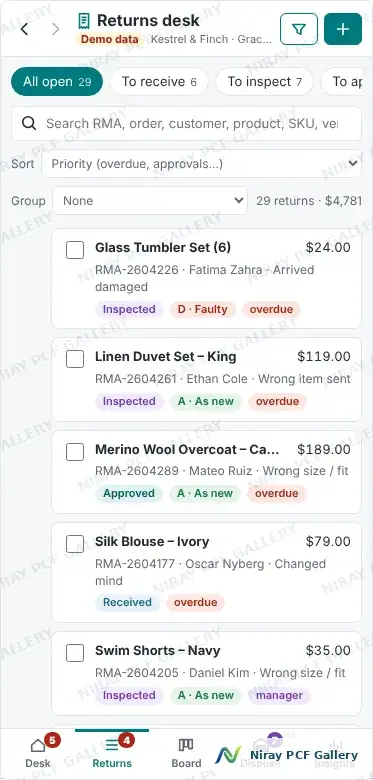 Returns desk
Demo data Kestrel & Finch · Grac...
All open 29 To receive 6 To inspect 7 To ap
Search RMA, order, customer, product, SKU, ve
Sort Priority (overdue, approvals...)
Group None 29 returns · $4,781
Glass Tumbler Set (6) $24.00
RMA-2604226 · Fatima Zahra · Arrived
damaged
Inspected D · Faulty overdue
Linen Duvet Set – King $119.00
RMA-2604261 · Ethan Cole · Wrong item sent
Inspected A · As new overdue
Merino Wool Overcoat – Ca... $189.00
RMA-2604289 · Mateo Ruiz · Wrong size / fit
Approved A · As new overdue
Silk Blouse – Ivory $79.00
RMA-2604177 · Oscar Nyberg · Changed
mind
Received overdue
Swim Shorts – Navy $35.00
RMA-2604205 · Daniel Kim · Wrong size / fit
Inspected A · As new manager
5 4
Desk Returns Board Dispose Insights
Niray PCF Gallery
NIRAY PCF GALLERY